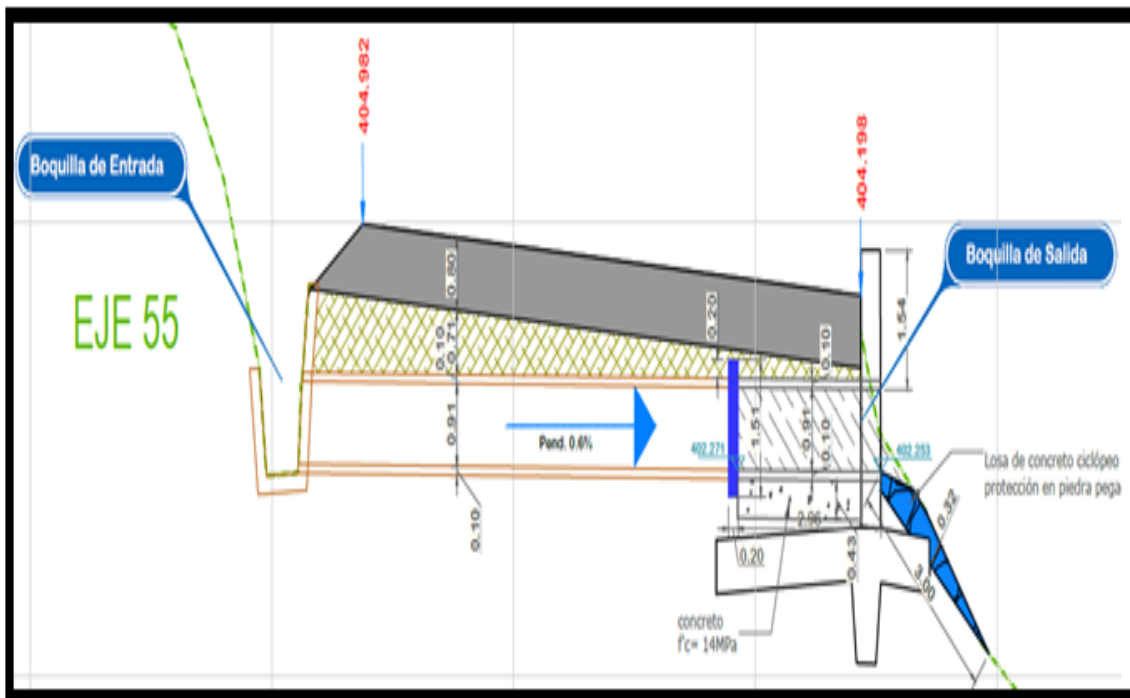 404.982
404.198
Boquilla de Entrada
Boquilla de Salida
EJE 55
0.80
0.10
0.71
0.91
0.10
Pend. 0.6%
0.20
0.10
1.54
1.51
0.91
0.10
402.271
402.253
Losa de concreto ciclópeo
protección en piedra pega
0.32
0.20
0.43
3.00
concreto
f'c= 14MPa